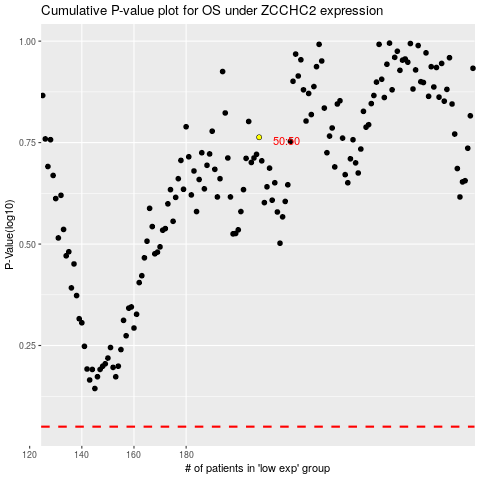 Cumulative P-value plot for OS under ZCCHC2 expression
P-Value(log10)
1.00
0.75
0.50
0.25
50:50
120 140 160 180
# of patients in 'low exp' group